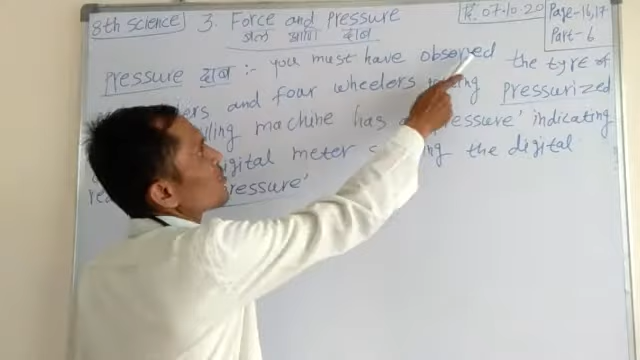 8th Science
3. Force and Pressure
बल आणि दाब
दि. 07.10.20
Page-16,17
Part-6
Pressure दाब :- you must have observed the tyre of
and four wheelers being pressurized
machine has a pressure' indicating
digital meter the digital
pressure'